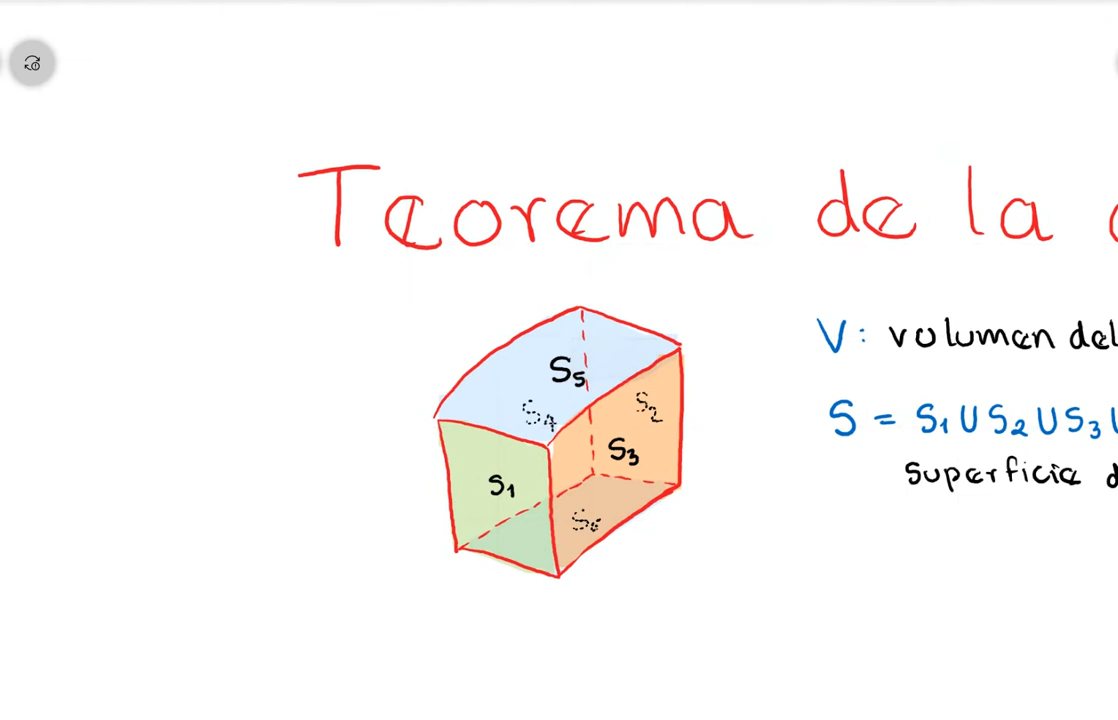 Teorema de la
V: volumen del
S = S₁ U S₂ U S₃ U
superficie d
S₅
S₄
S₂
S₃
S₁
S₆